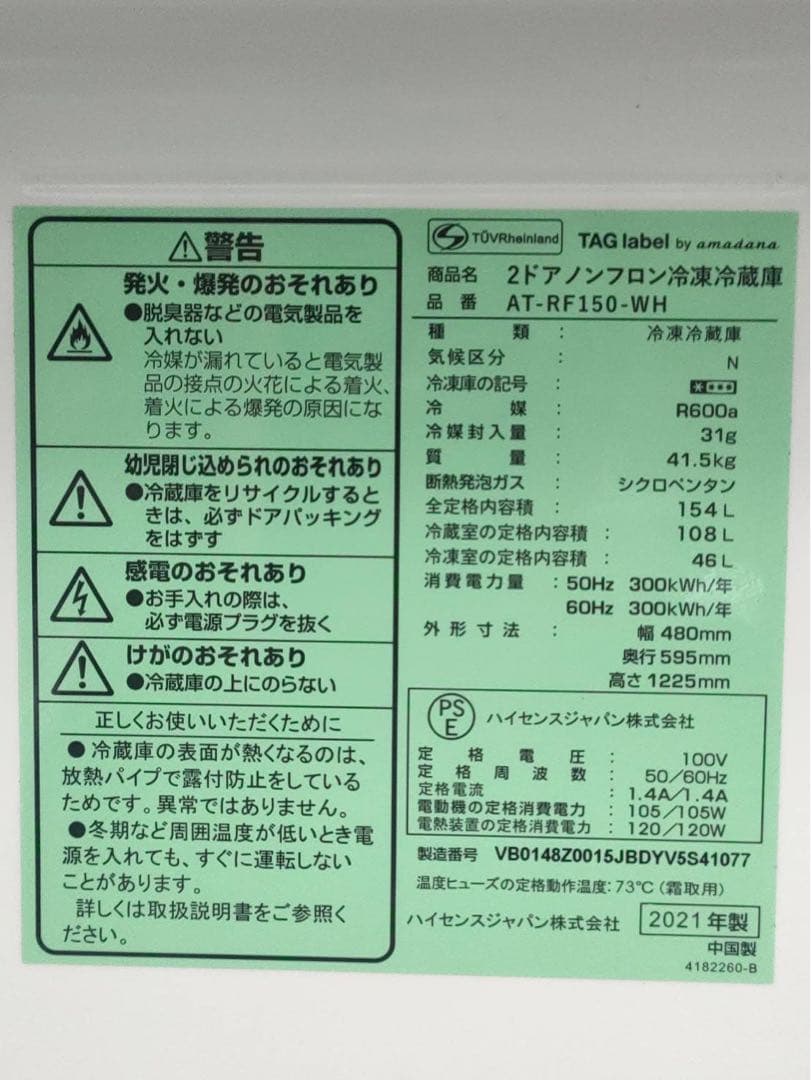 警告
発火・爆発のおそれあり
●脱臭器などの電気製品を
入れない
冷媒が漏れていると電気製
品の接点の火花による着火、
着火による爆発の原因にな
ります。
幼児閉じ込められのおそれあり
●冷蔵庫をリサイクルすると
きは、必ずドアパッキング
をはずす
感電のおそれあり
●お手入れの際は、
必ず電源プラグを抜く
けがのおそれあり
●冷蔵庫の上にのらない
正しくお使いいただくために
●冷蔵庫の表面が熱くなるのは、
放熱パイプで露付防止をしている
ためです。異常ではありません。
●冬期など周囲温度が低いとき電
源を入れても、すぐに運転しない
ことがあります。
詳しくは取扱説明書をご参照く
ださい。
TÜVRheinland TAG label by amadana
商品名 2ドアノンフロン冷凍冷蔵庫
品番 AT-RF150-WH
種類 : 冷凍冷蔵庫
気候区分 : N
冷凍庫の記号 :
冷媒 : R600a
冷媒封入量 : 31g
質量 : 41.5kg
断熱発泡ガス : シクロペンタン
全定格内容積 : 154L
冷蔵室の定格内容積 : 108L
冷凍室の定格内容積 : 46L
消費電力量 : 50Hz 300kWh/年
60Hz 300kWh/年
外形寸法 : 幅480mm
奥行595mm
高さ1225mm
PSE ハイセンスジャパン株式会社
定格電圧 : 100V
定格周波数 : 50/60Hz
定格電流 : 1.4A/1.4A
電動機の定格消費電力 : 105/105W
電熱装置の定格消費電力 : 120/120W
製造番号 VB0148Z0015JBDYV5S41077
温度ヒューズの定格動作温度:73℃(霜取用)
ハイセンスジャパン株式会社 2021年製
中国製
4182260-B